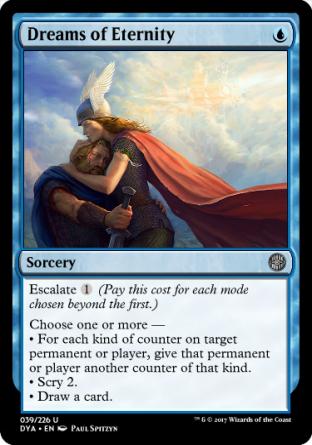 Dreams of Eternity
Sorcery
Escalate 1 (Pay this cost for each mode
chosen beyond the first.)
Choose one or more —
• For each kind of counter on target
permanent or player, give that permanent
or player another counter of that kind.
• Scry 2.
• Draw a card.
039/226 U
DYA • EN PAUL SPITZYN
™ & © 2017 Wizards of the Coast